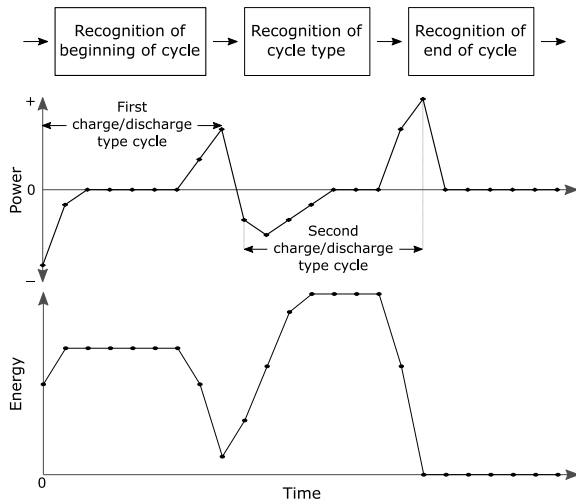 Recognition of
beginning of cycle
Recognition of
cycle type
Recognition of
end of cycle
+
First
charge/discharge
type cycle
0
Power
Second
charge/discharge
type cycle
−
Energy
0
Time